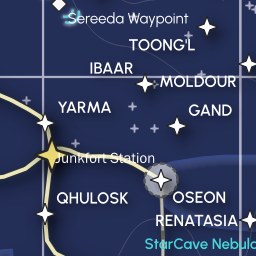 Sereeda Waypoint
TOONG'L
IBAAR
MOLDOUR
YARMA
GAND
Junkfort Station
QHULOSK
OSEON
RENATASIA
StarCave Nebula